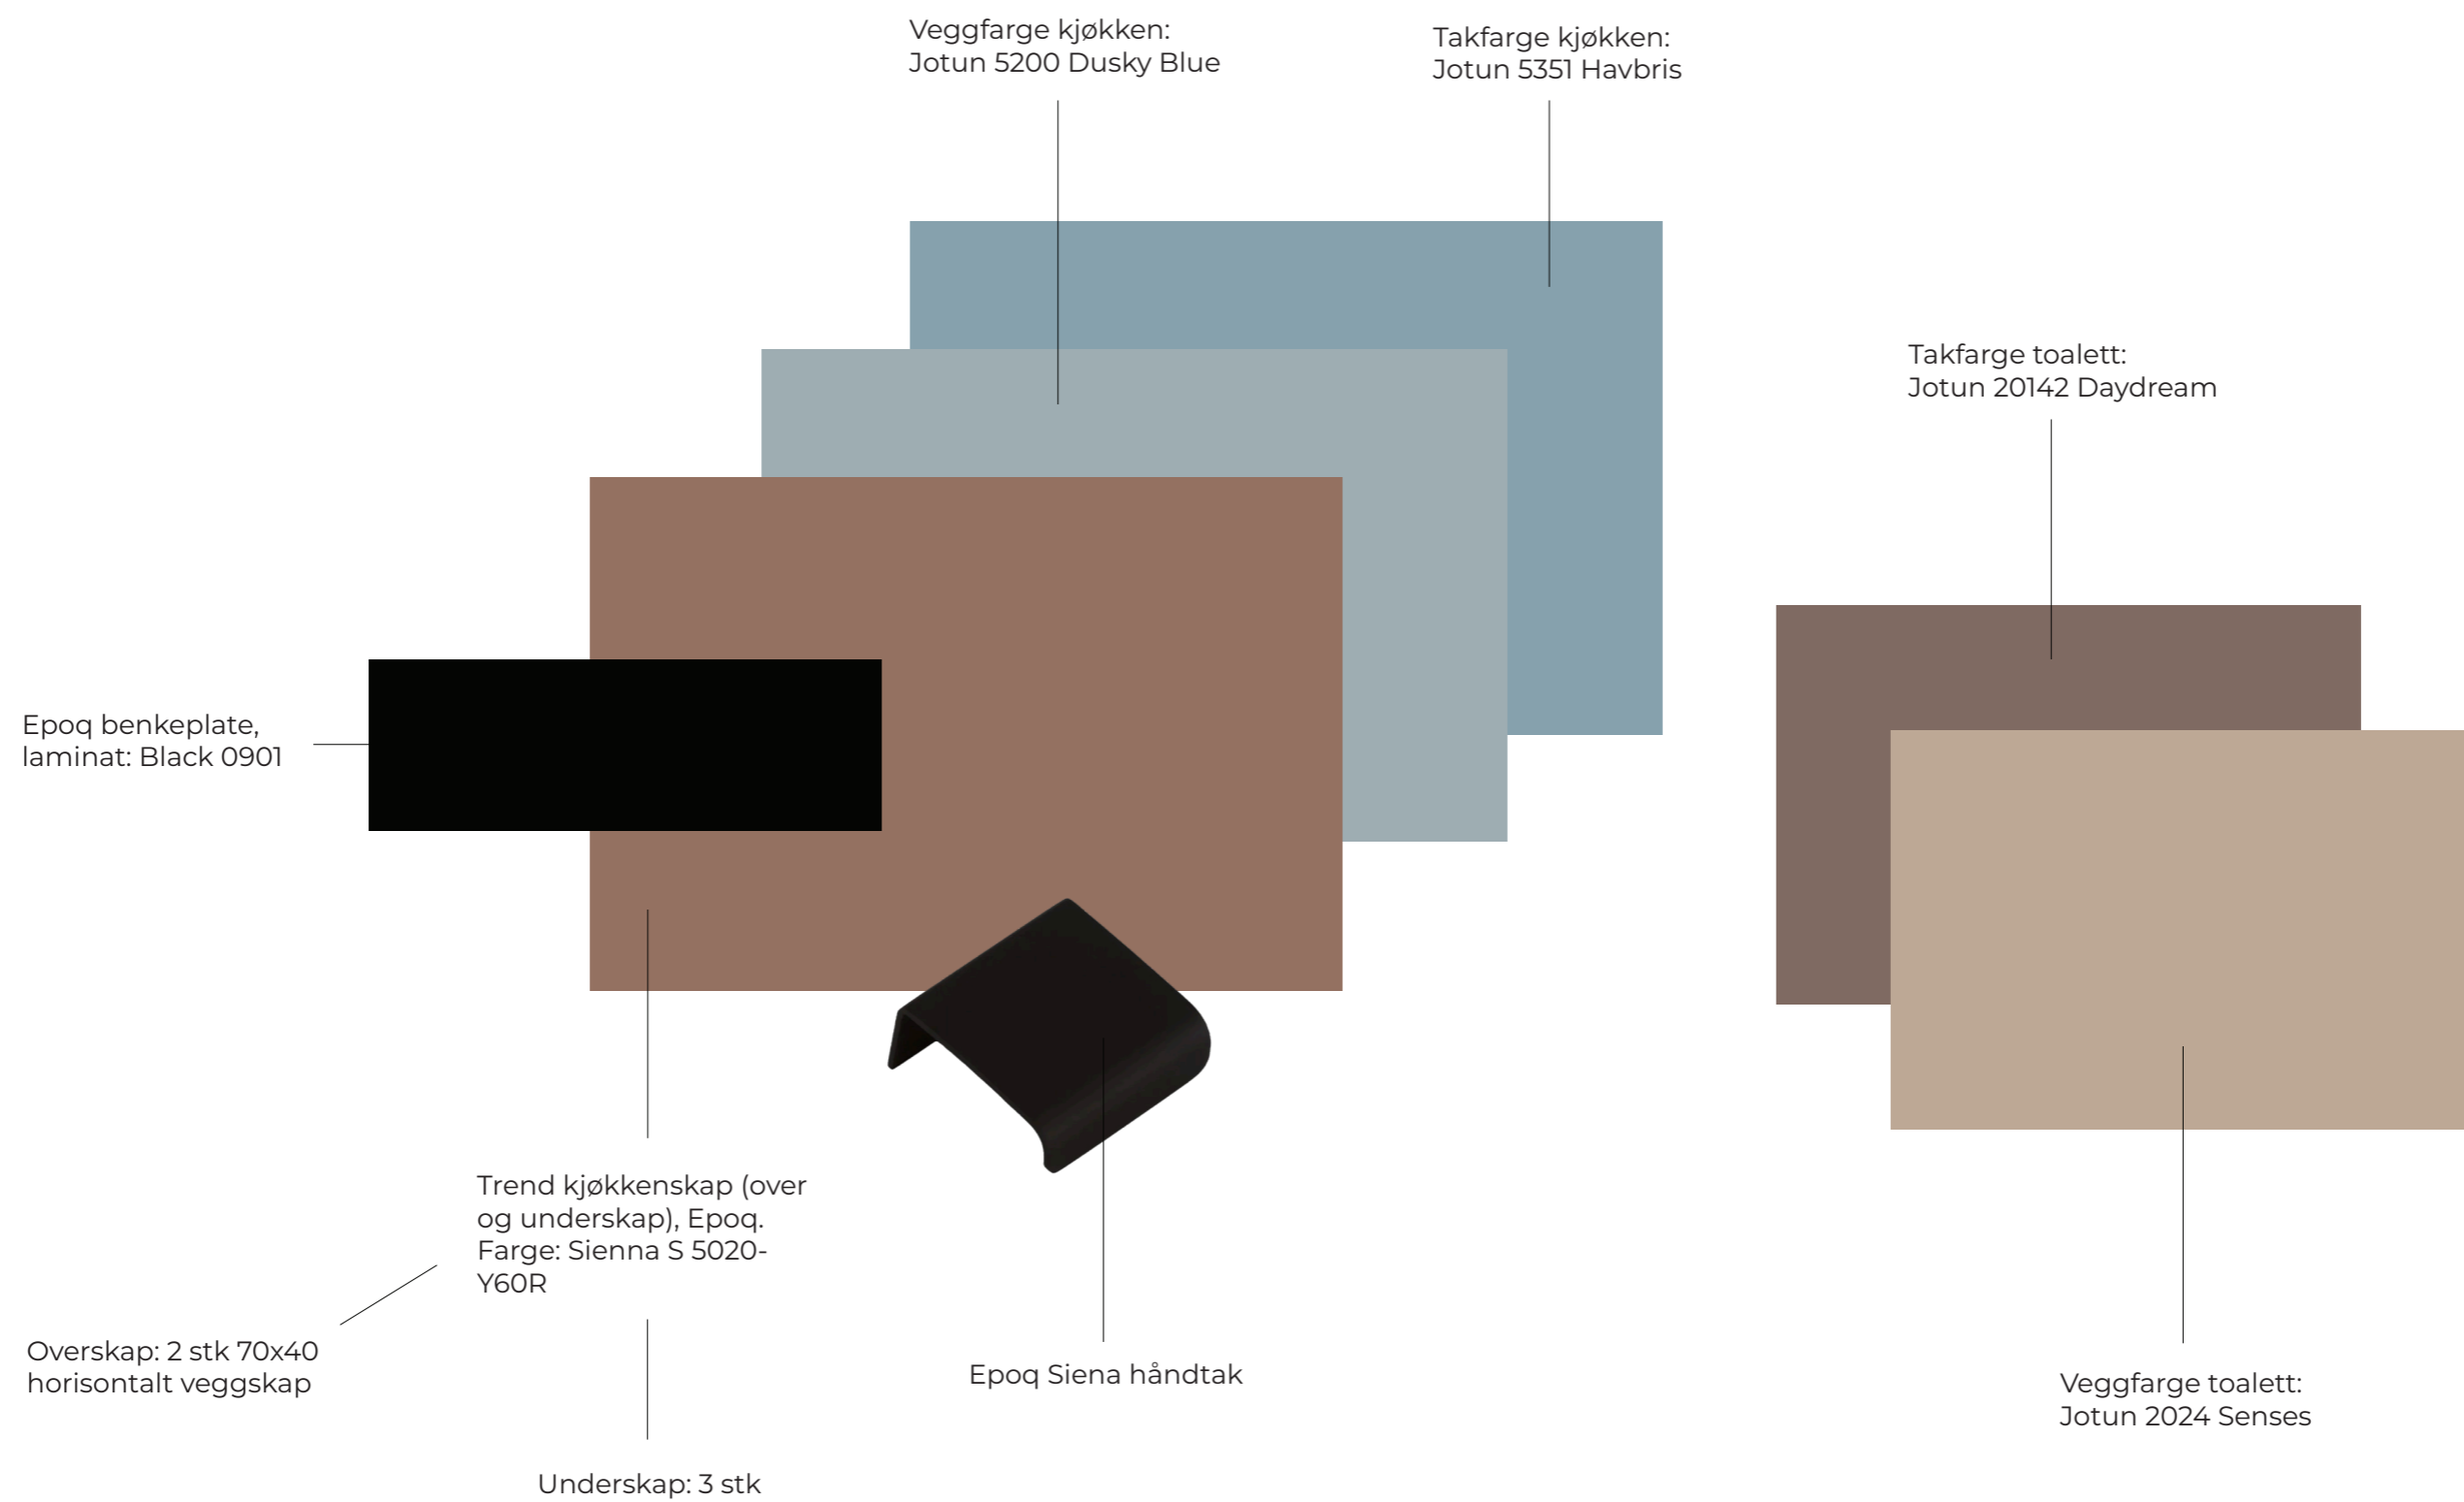 Veggfarge kjøkken:
Jotun 5200 Dusky Blue
Takfarge kjøkken:
Jotun 5351 Havbris
Takfarge toalett:
Jotun 20142 Daydream
Epoq benkeplate,
laminat: Black 0901
Trend kjøkkenskap (over
og underskap), Epoq.
Farge: Sienna S 5020-
Y60R
Overskap: 2 stk 70x40
horisontalt veggskap
Underskap: 3 stk
Epoq Siena håndtak
Veggfarge toalett:
Jotun 2024 Senses